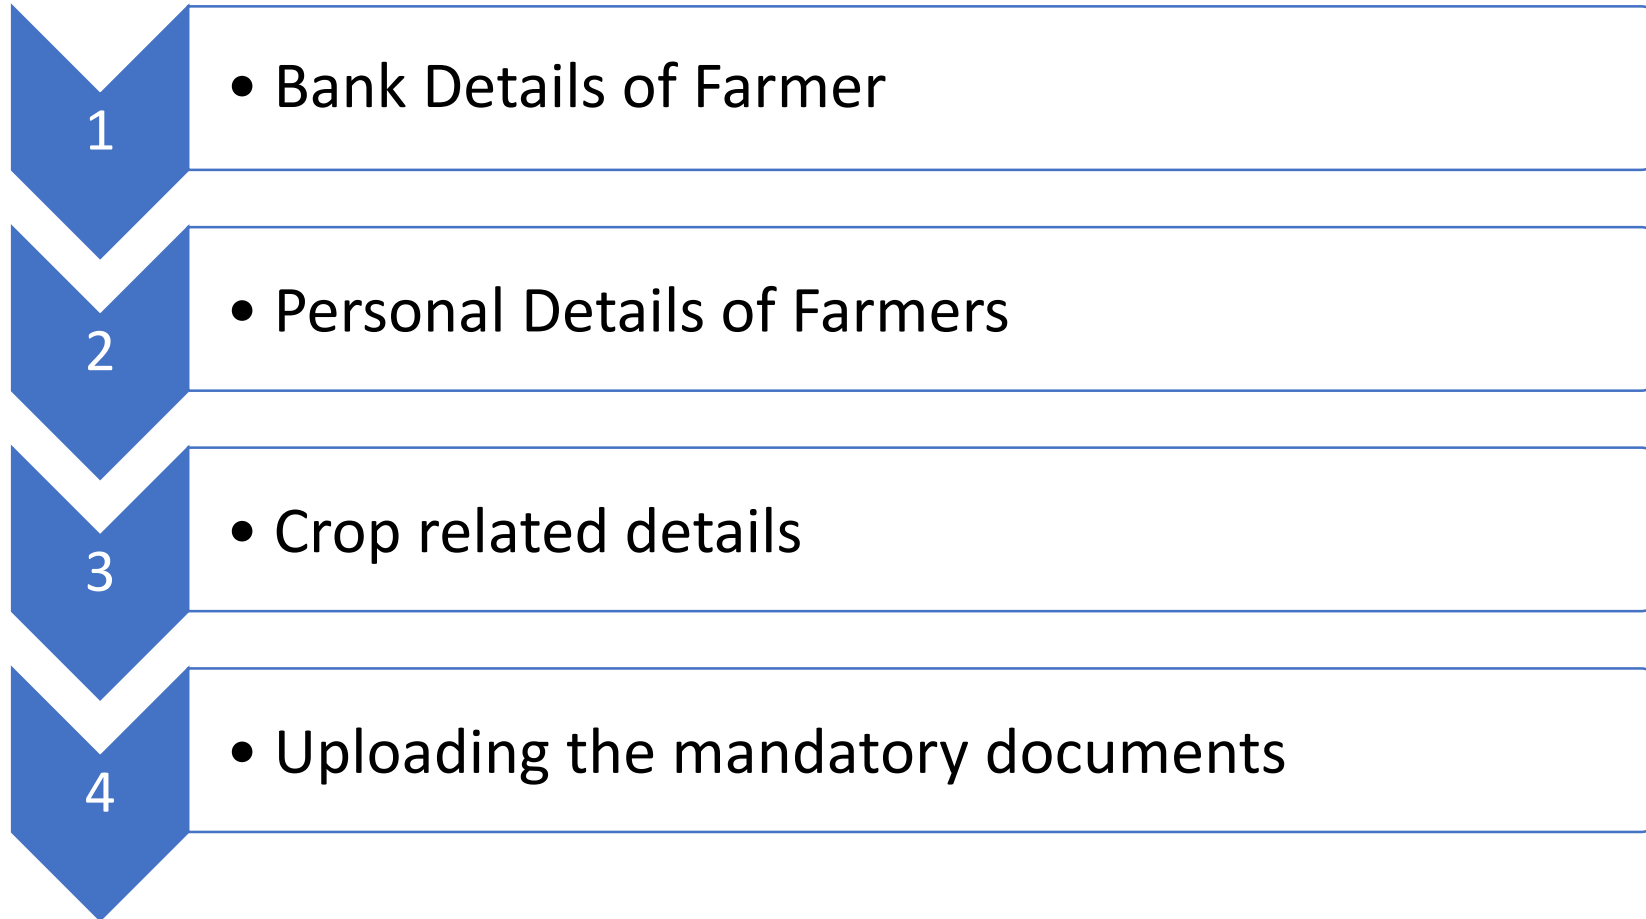 1
• Bank Details of Farmer
2
• Personal Details of Farmers
3
• Crop related details
4
• Uploading the mandatory documents